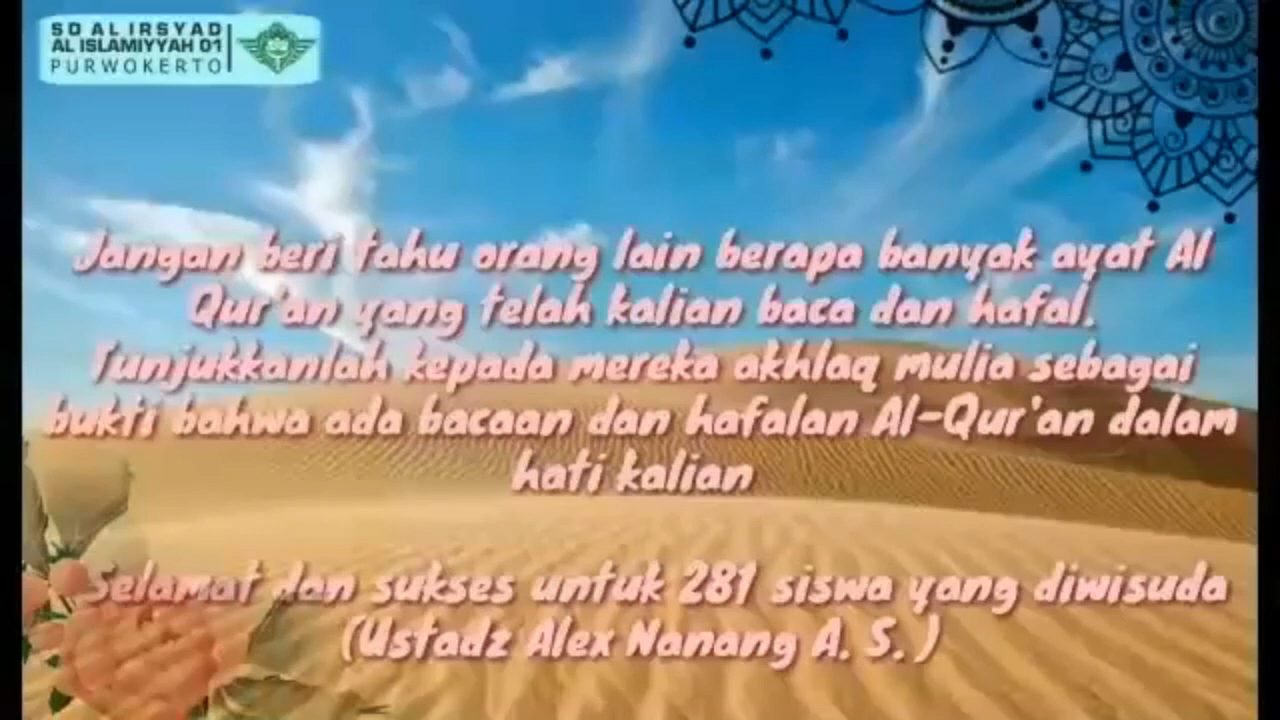 SD AL IRSYAD
AL ISLAMIYYAH 01
PURWOKERTO
Jangan beri tahu orang lain berapa banyak ayat Al
Qur'an yang telah kalian baca dan hafal.
Tunjukkanlah kepada mereka akhlaq mulia sebagai
bukti bahwa ada bacaan dan hafalan Al-Qur'an dalam
hati kalian
Selamat dan sukses untuk 281 siswa yang diwisuda
(Ustadz Alex Nanang A. S. )